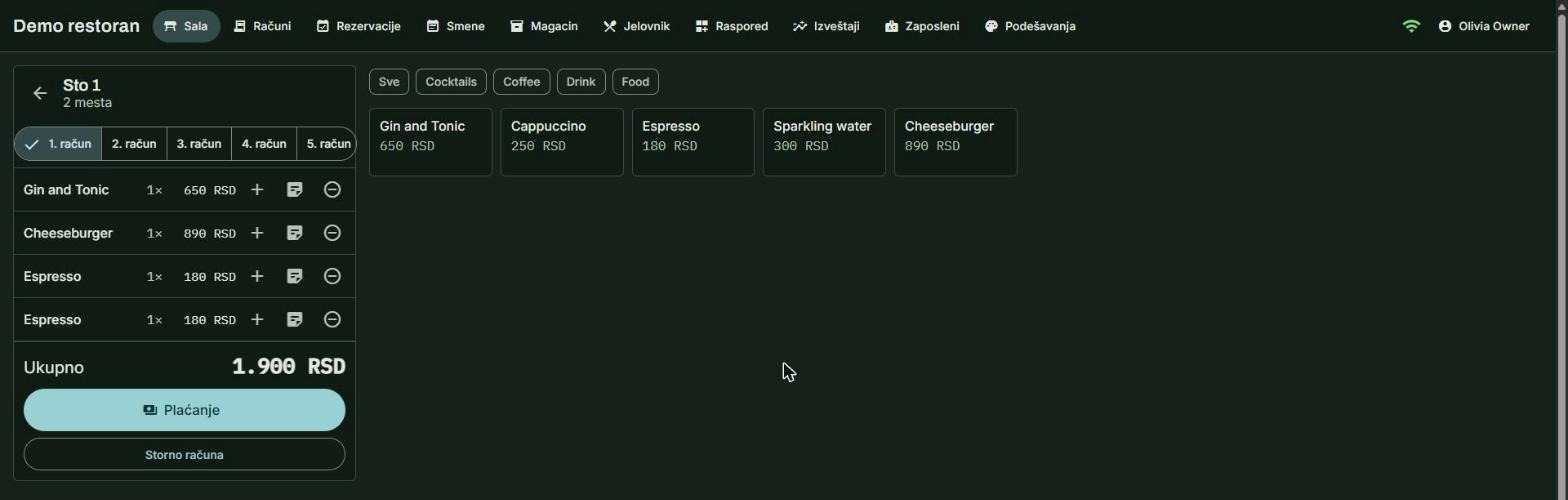 Demo restoran Sala Računi Rezervacije Smene Magacin Jelovnik Raspored Izveštaji Zaposleni Podešavanja Olivia Owner
Sto 1
2 mesta
1. račun 2. račun 3. račun 4. račun 5. račun
Gin and Tonic 1× 650 RSD
Cheeseburger 1× 890 RSD
Espresso 1× 180 RSD
Espresso 1× 180 RSD
Ukupno 1.900 RSD
Plaćanje
Storno računa
Sve Cocktails Coffee Drink Food
Gin and Tonic Cappuccino Espresso Sparkling water Cheeseburger
650 RSD 250 RSD 180 RSD 300 RSD 890 RSD